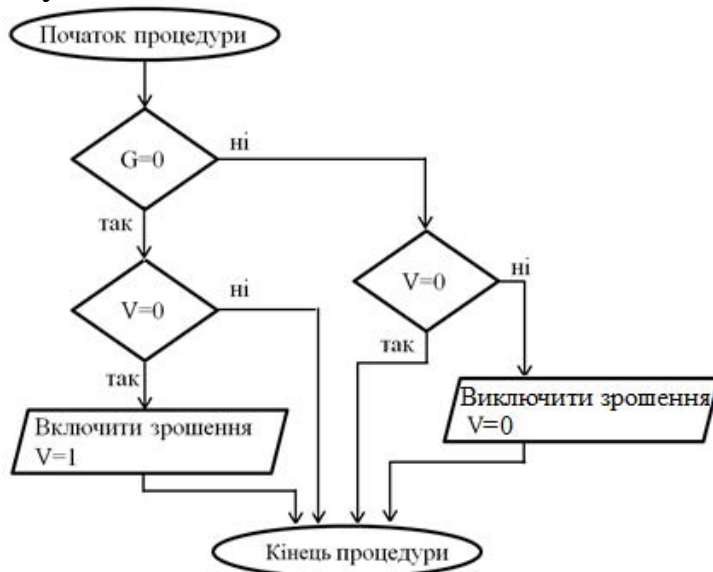 Початок процедури
G=0
ні
так
V=0
ні
так
V=0
ні
так
Включити зрошення
V=1
Виключити зрошення
V=0
Кінець процедури